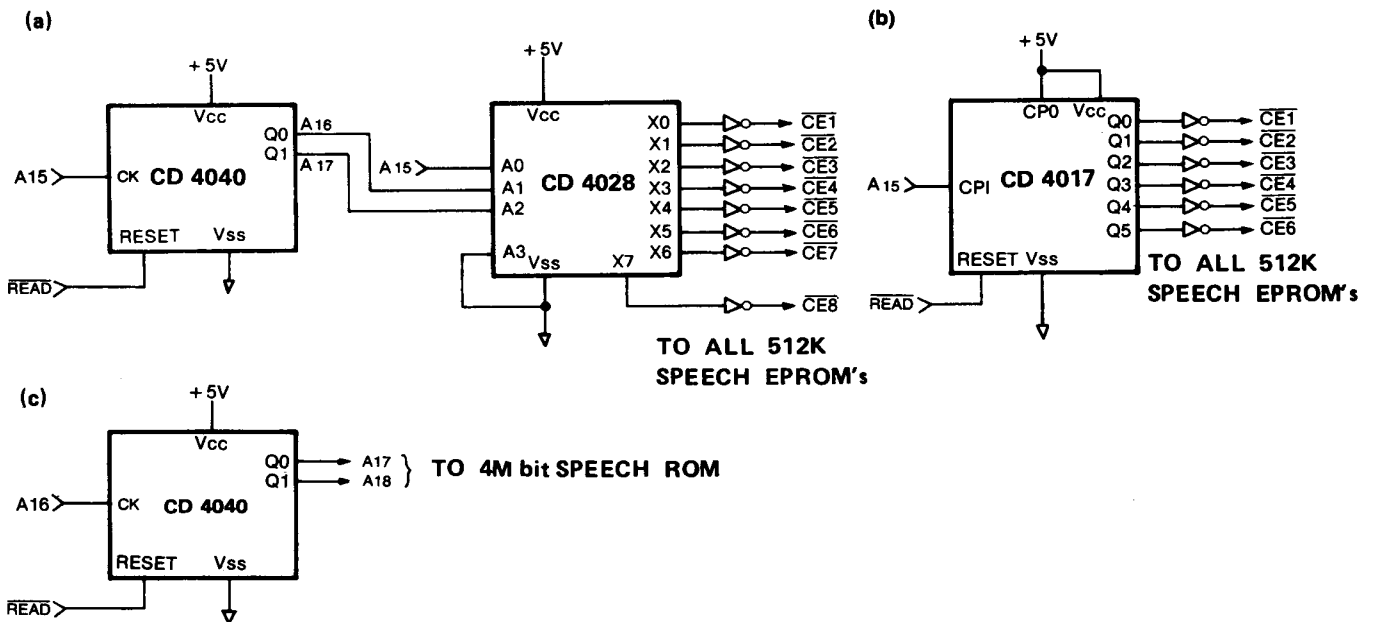 (a)
+5V
Vcc
Q0 A16
Q1 A17
A15
CK CD 4040
RESET Vss
READ
+5V
Vcc
A15 A0
A1
A2
A3
CD 4028
Vss
X0 CE1
X1 CE2
X2 CE3
X3 CE4
X4 CE5
X5 CE6
X6 CE7
X7 CE8
TO ALL 512K
SPEECH EPROM's
(b)
+5V
CP0 Vcc
A15 CPI CD 4017
Q0 CE1
Q1 CE2
Q2 CE3
Q3 CE4
Q4 CE5
Q5 CE6
RESET Vss
READ
TO ALL 512K
SPEECH EPROM's
(c)
+5V
Vcc
Q0 A17
Q1 A18
} TO 4M bit SPEECH ROM
A16 CK CD 4040
RESET Vss
READ